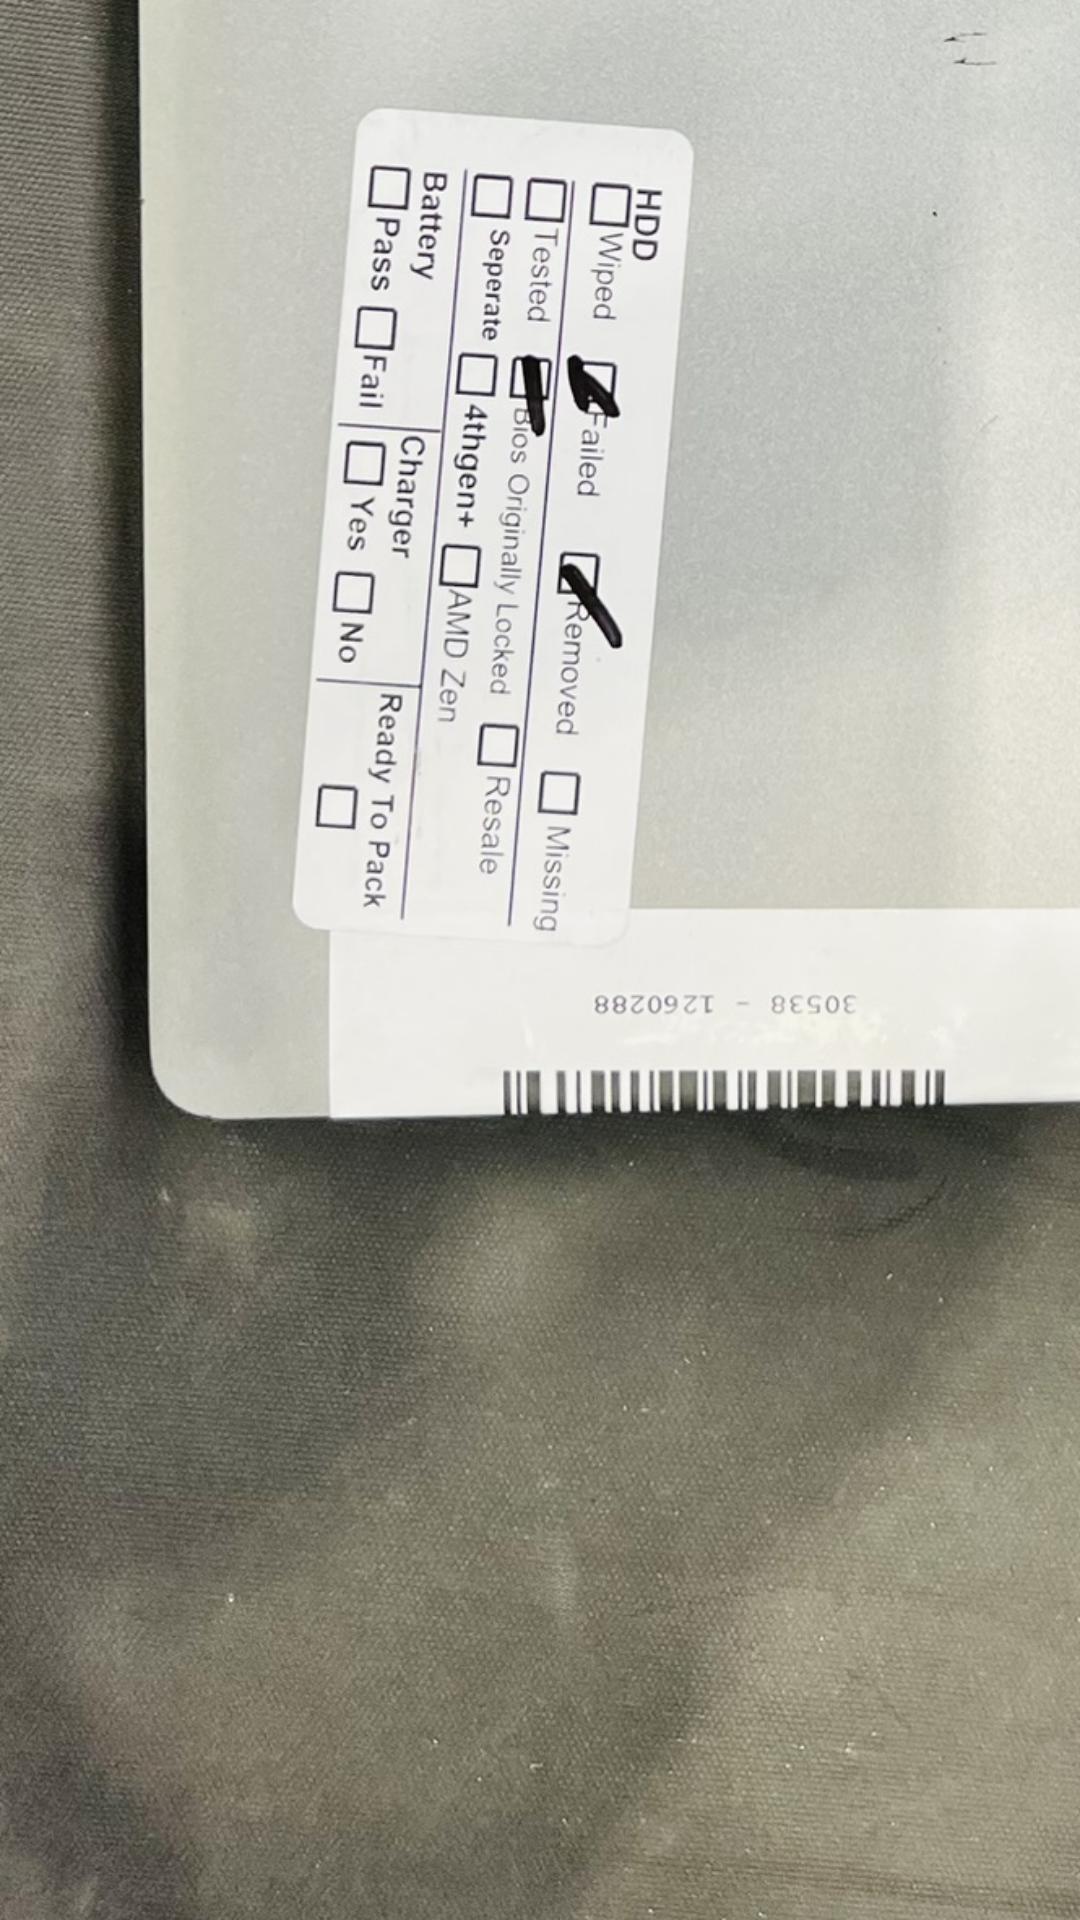 HDD
Wiped Failed Removed Missing
Tested Bios Originally Locked Resale
Seperate 4thgen+ AMD Zen
Battery Charger Ready To Pack
Pass Fail Yes No
30538 - 1260288